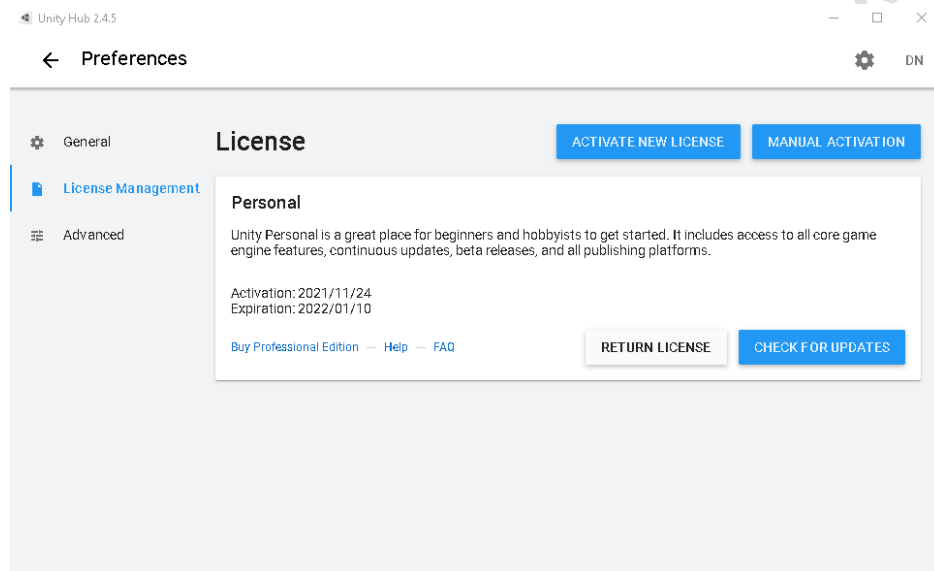 Unity Hub 2.4.5
Preferences
DN
General
License Management
Advanced
License
ACTIVATE NEW LICENSE
MANUAL ACTIVATION
Personal
Unity Personal is a great place for beginners and hobbyists to get started. It includes access to all core game
engine features, continuous updates, beta releases, and all publishing platforms.
Activation: 2021/11/24
Expiration: 2022/01/10
Buy Professional Edition — Help — FAQ
RETURN LICENSE
CHECK FOR UPDATES